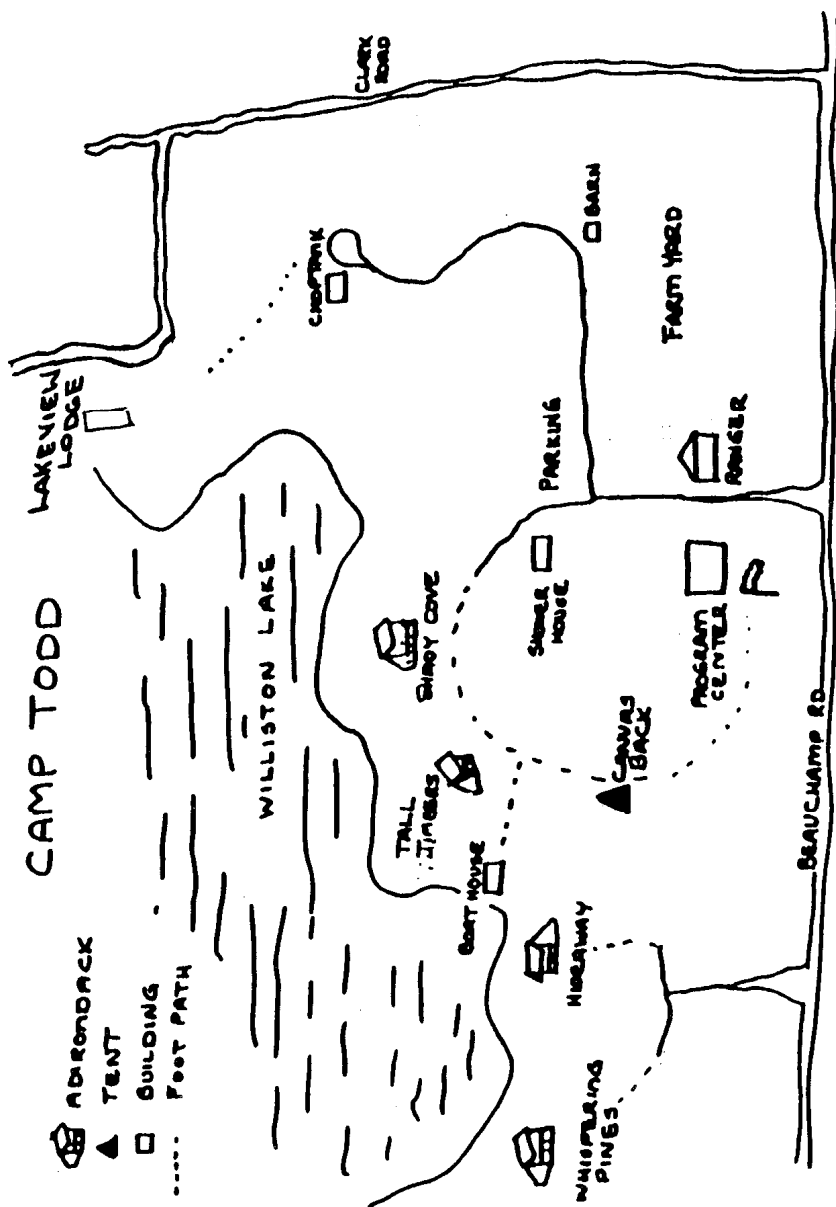 CAMP TODD
ADIRONDACK
TENT
BUILDING
FOOT PATH
LAKEVIEW
LODGE
CLARK
ROAD
WILLISTON LAKE
CHOPTANK
TALL
TIMBERS
SHADY COVE
BOAT HOUSE
HIDEAWAY
WHISPERING
PINES
SHOWER
HOUSE
PARKING
BARN
FARM YARD
CANVAS
BACK
PROGRAM
CENTER
RANGER
BEAUCHAMP RD